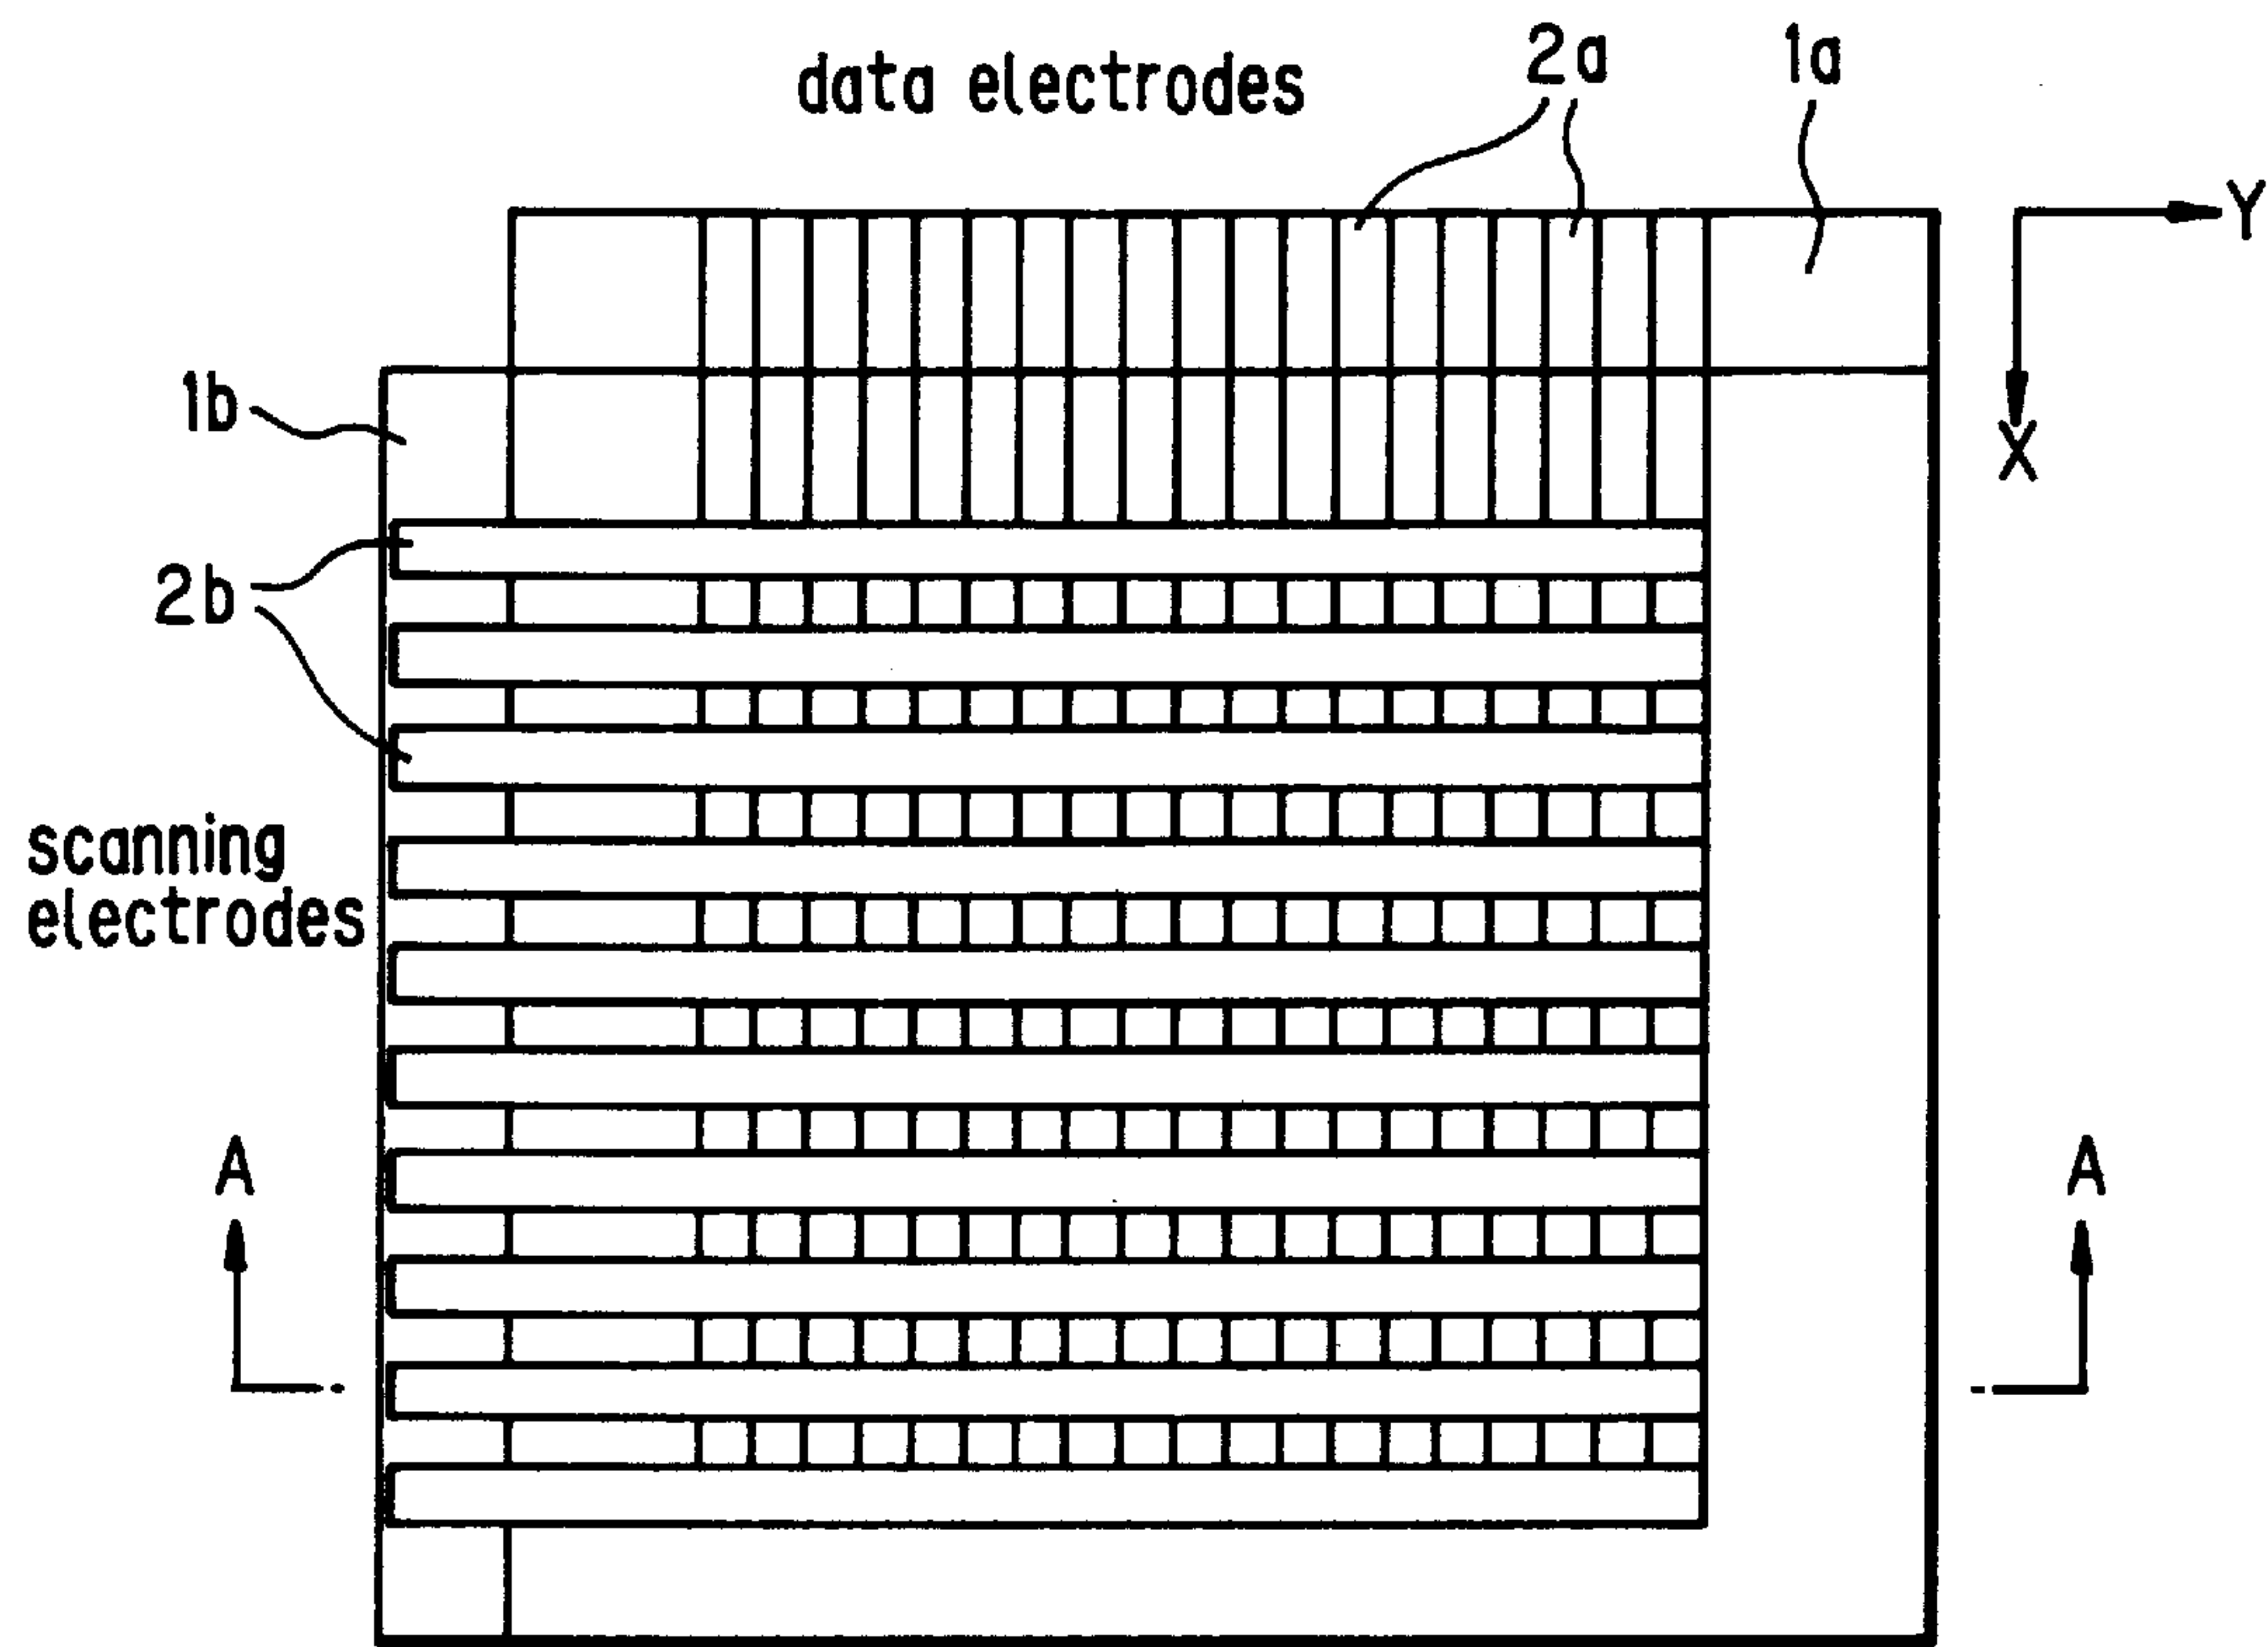 data electrodes
2a
1a
Y
X
1b
2b
scanning
electrodes
A
A